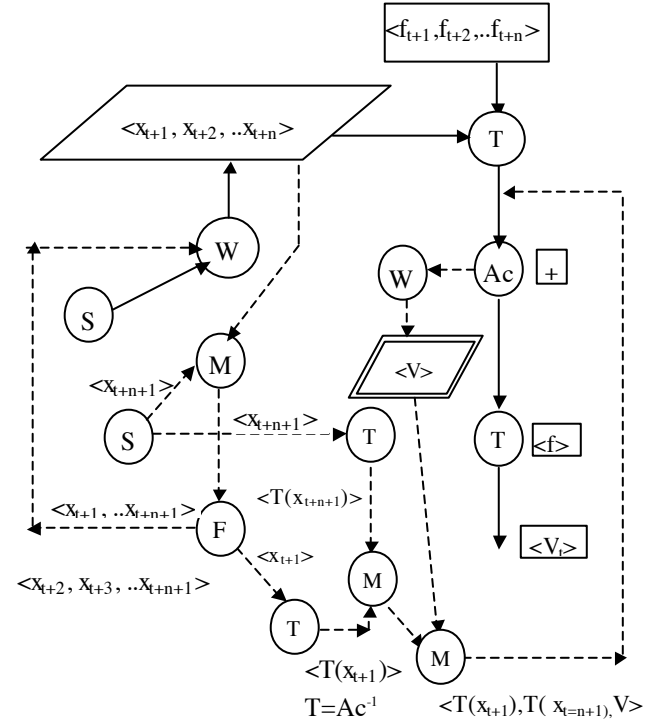 <f_{t+1},f_{t+2},..f_{t+n}>
<x_{t+1}, x_{t+2}, ..x_{t+n}>
T
W
W
Ac
+
S
M
<V>
<x_{t+n+1}>
S
<x_{t+n+1}>
T
T
<f>
<T(x_{t+n+1})>
<x_{t+1}, ..x_{t+n+1}>
F
<x_{t+1}>
<V_t>
<x_{t+2}, x_{t+3}, ..x_{t+n+1}>
M
T
M
<T(x_{t+1})>
T=Ac^{-1}
<T(x_{t+1}),T( x_{t=n+1}),V>